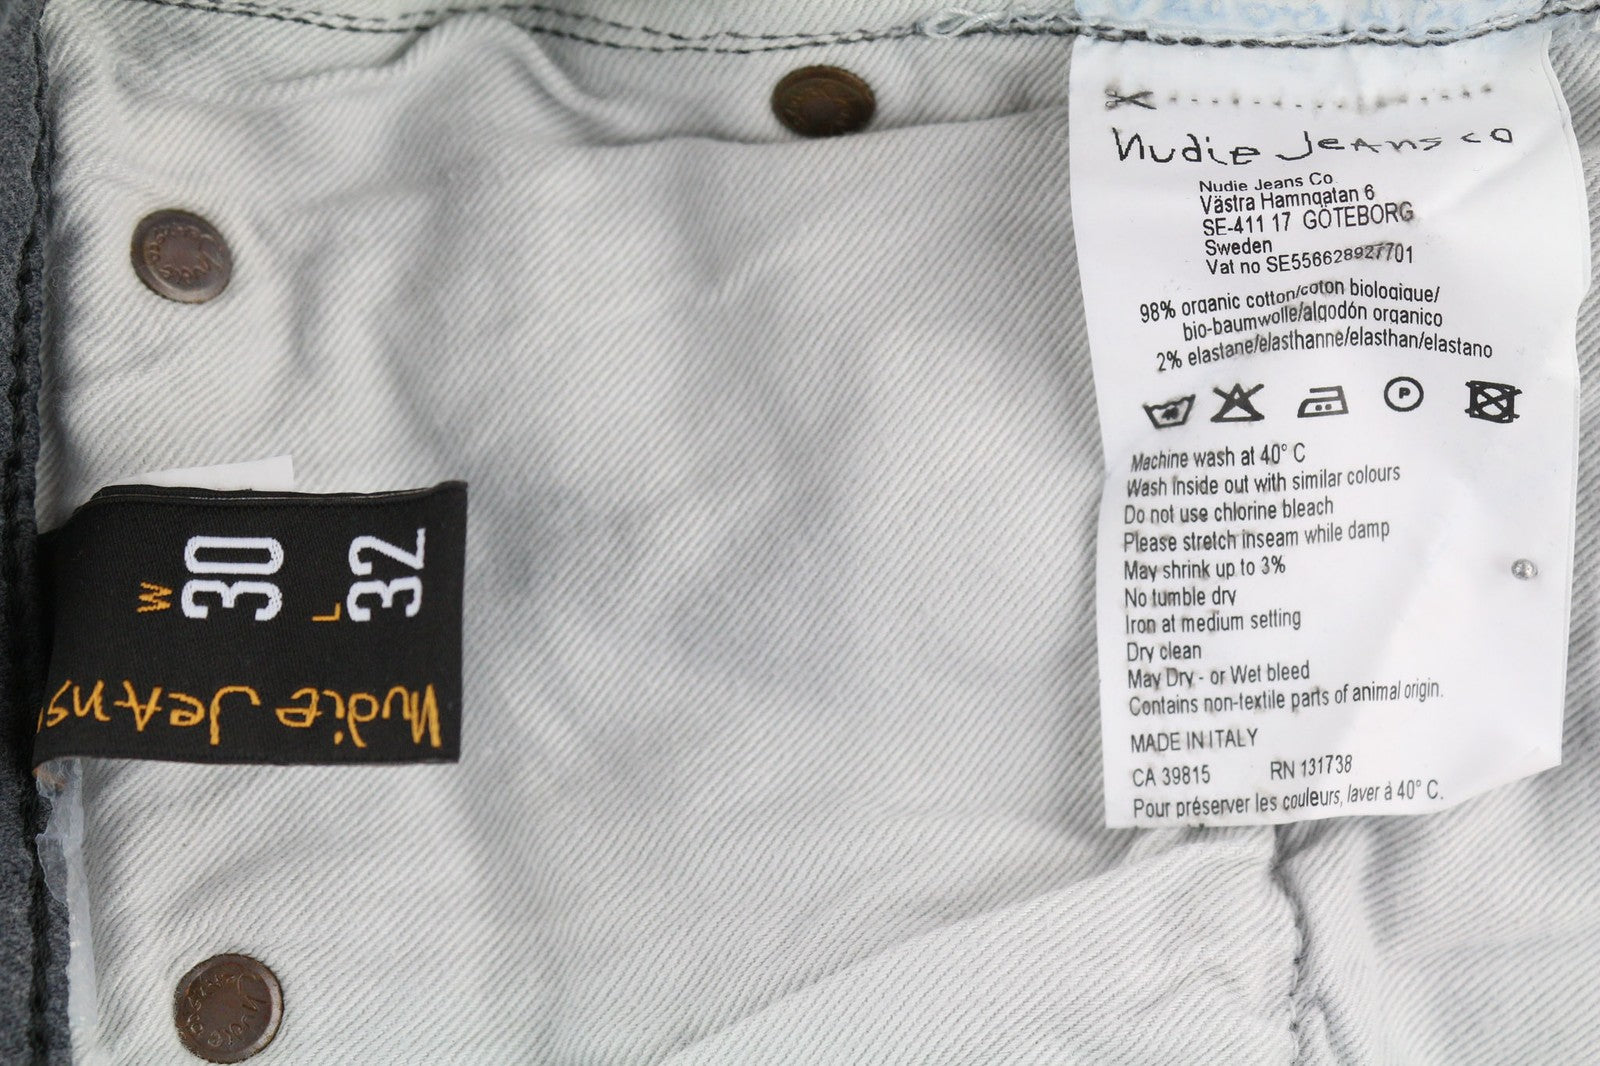 W
30
L
32
Nudie Jeans
Nudie Jeans co
Nudie Jeans Co
Västra Hamngatan 6
SE-411 17 GÖTEBORG
Sweden
Vat no SE556628927701
98% organic cotton/coton biologique/
bio-baumwolle/algodón organico
2% elastane/elasthanne/elasthan/elastano
40
P
Machine wash at 40° C
Wash Inside out with similar colours
Do not use chlorine bleach
Please stretch inseam while damp
May shrink up to 3%
No tumble dry
Iron at medium setting
Dry clean
May Dry - or Wet bleed
Contains non-textile parts of animal origin.
MADE IN ITALY
CA 39815 RN 131738
Pour préserver les couleurs, laver à 40° C.